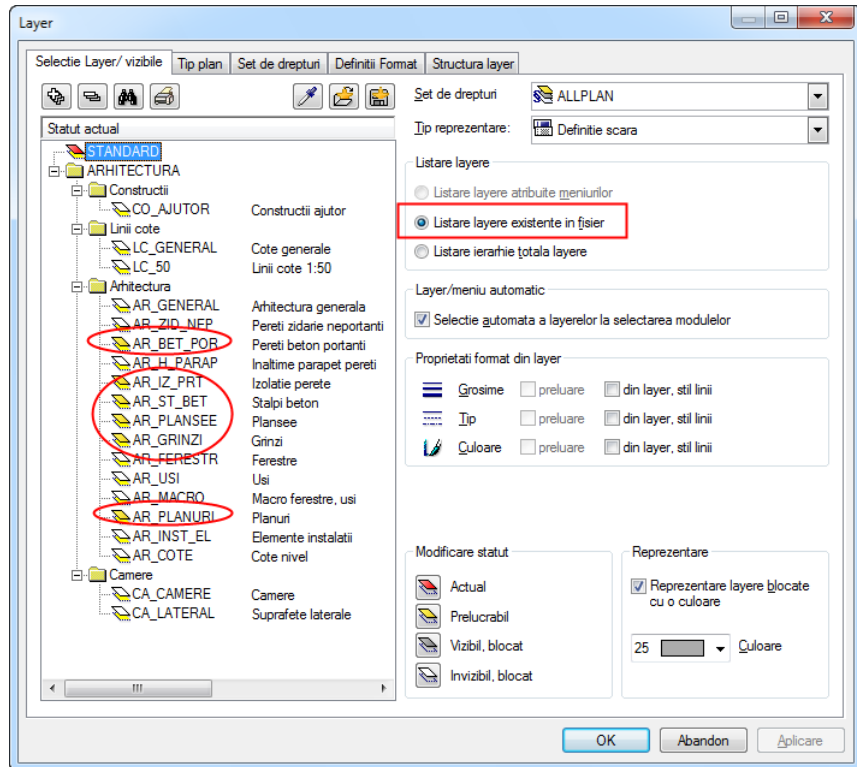 Layer
Selectie Layer/ vizibile
Tip plan
Set de drepturi
Definitii Format
Structura layer
Statut actual
STANDARD
ARHITECTURA
Constructii
CO_AJUTOR Constructii ajutor
Linii cote
LC_GENERAL Cote generale
LC_50 Linii cote 1:50
Arhitectura
AR_GENERAL Arhitectura generala
AR_ZID_NEP Pereti zidarie neportanti
AR_BET_POR Pereti beton portanti
AR_H_PARAP Inaltime parapet pereti
AR_IZ_PRT Izolatie perete
AR_ST_BET Stalpi beton
AR_PLANSEE Plansee
AR_GRINZI Grinzi
AR_FERESTR Ferestre
AR_USI Usi
AR_MACRO Macro ferestre, usi
AR_PLANURI Planuri
AR_INST_EL Elemente instalatii
AR_COTE Cote nivel
Camere
CA_CAMERE Camere
CA_LATERAL Suprafete laterale
Set de drepturi ALLPLAN
Tip reprezentare: Definitie scara
Listare layere
Listare layere atribuite meniurilor
Listare layere existente in fisier
Listare ierarhie totala layere
Layer/meniu automatic
Selectie automata a layerelor la selectarea modulelor
Proprietati format din layer
Grosime preluare din layer, stil linii
Tip preluare din layer, stil linii
Culoare preluare din layer, stil linii
Modificare statut
Actual
Prelucrabil
Vizibil, blocat
Invizibil, blocat
Reprezentare
Reprezentare layere blocate
cu o culoare
25 Culoare
OK
Abandon
Aplicare